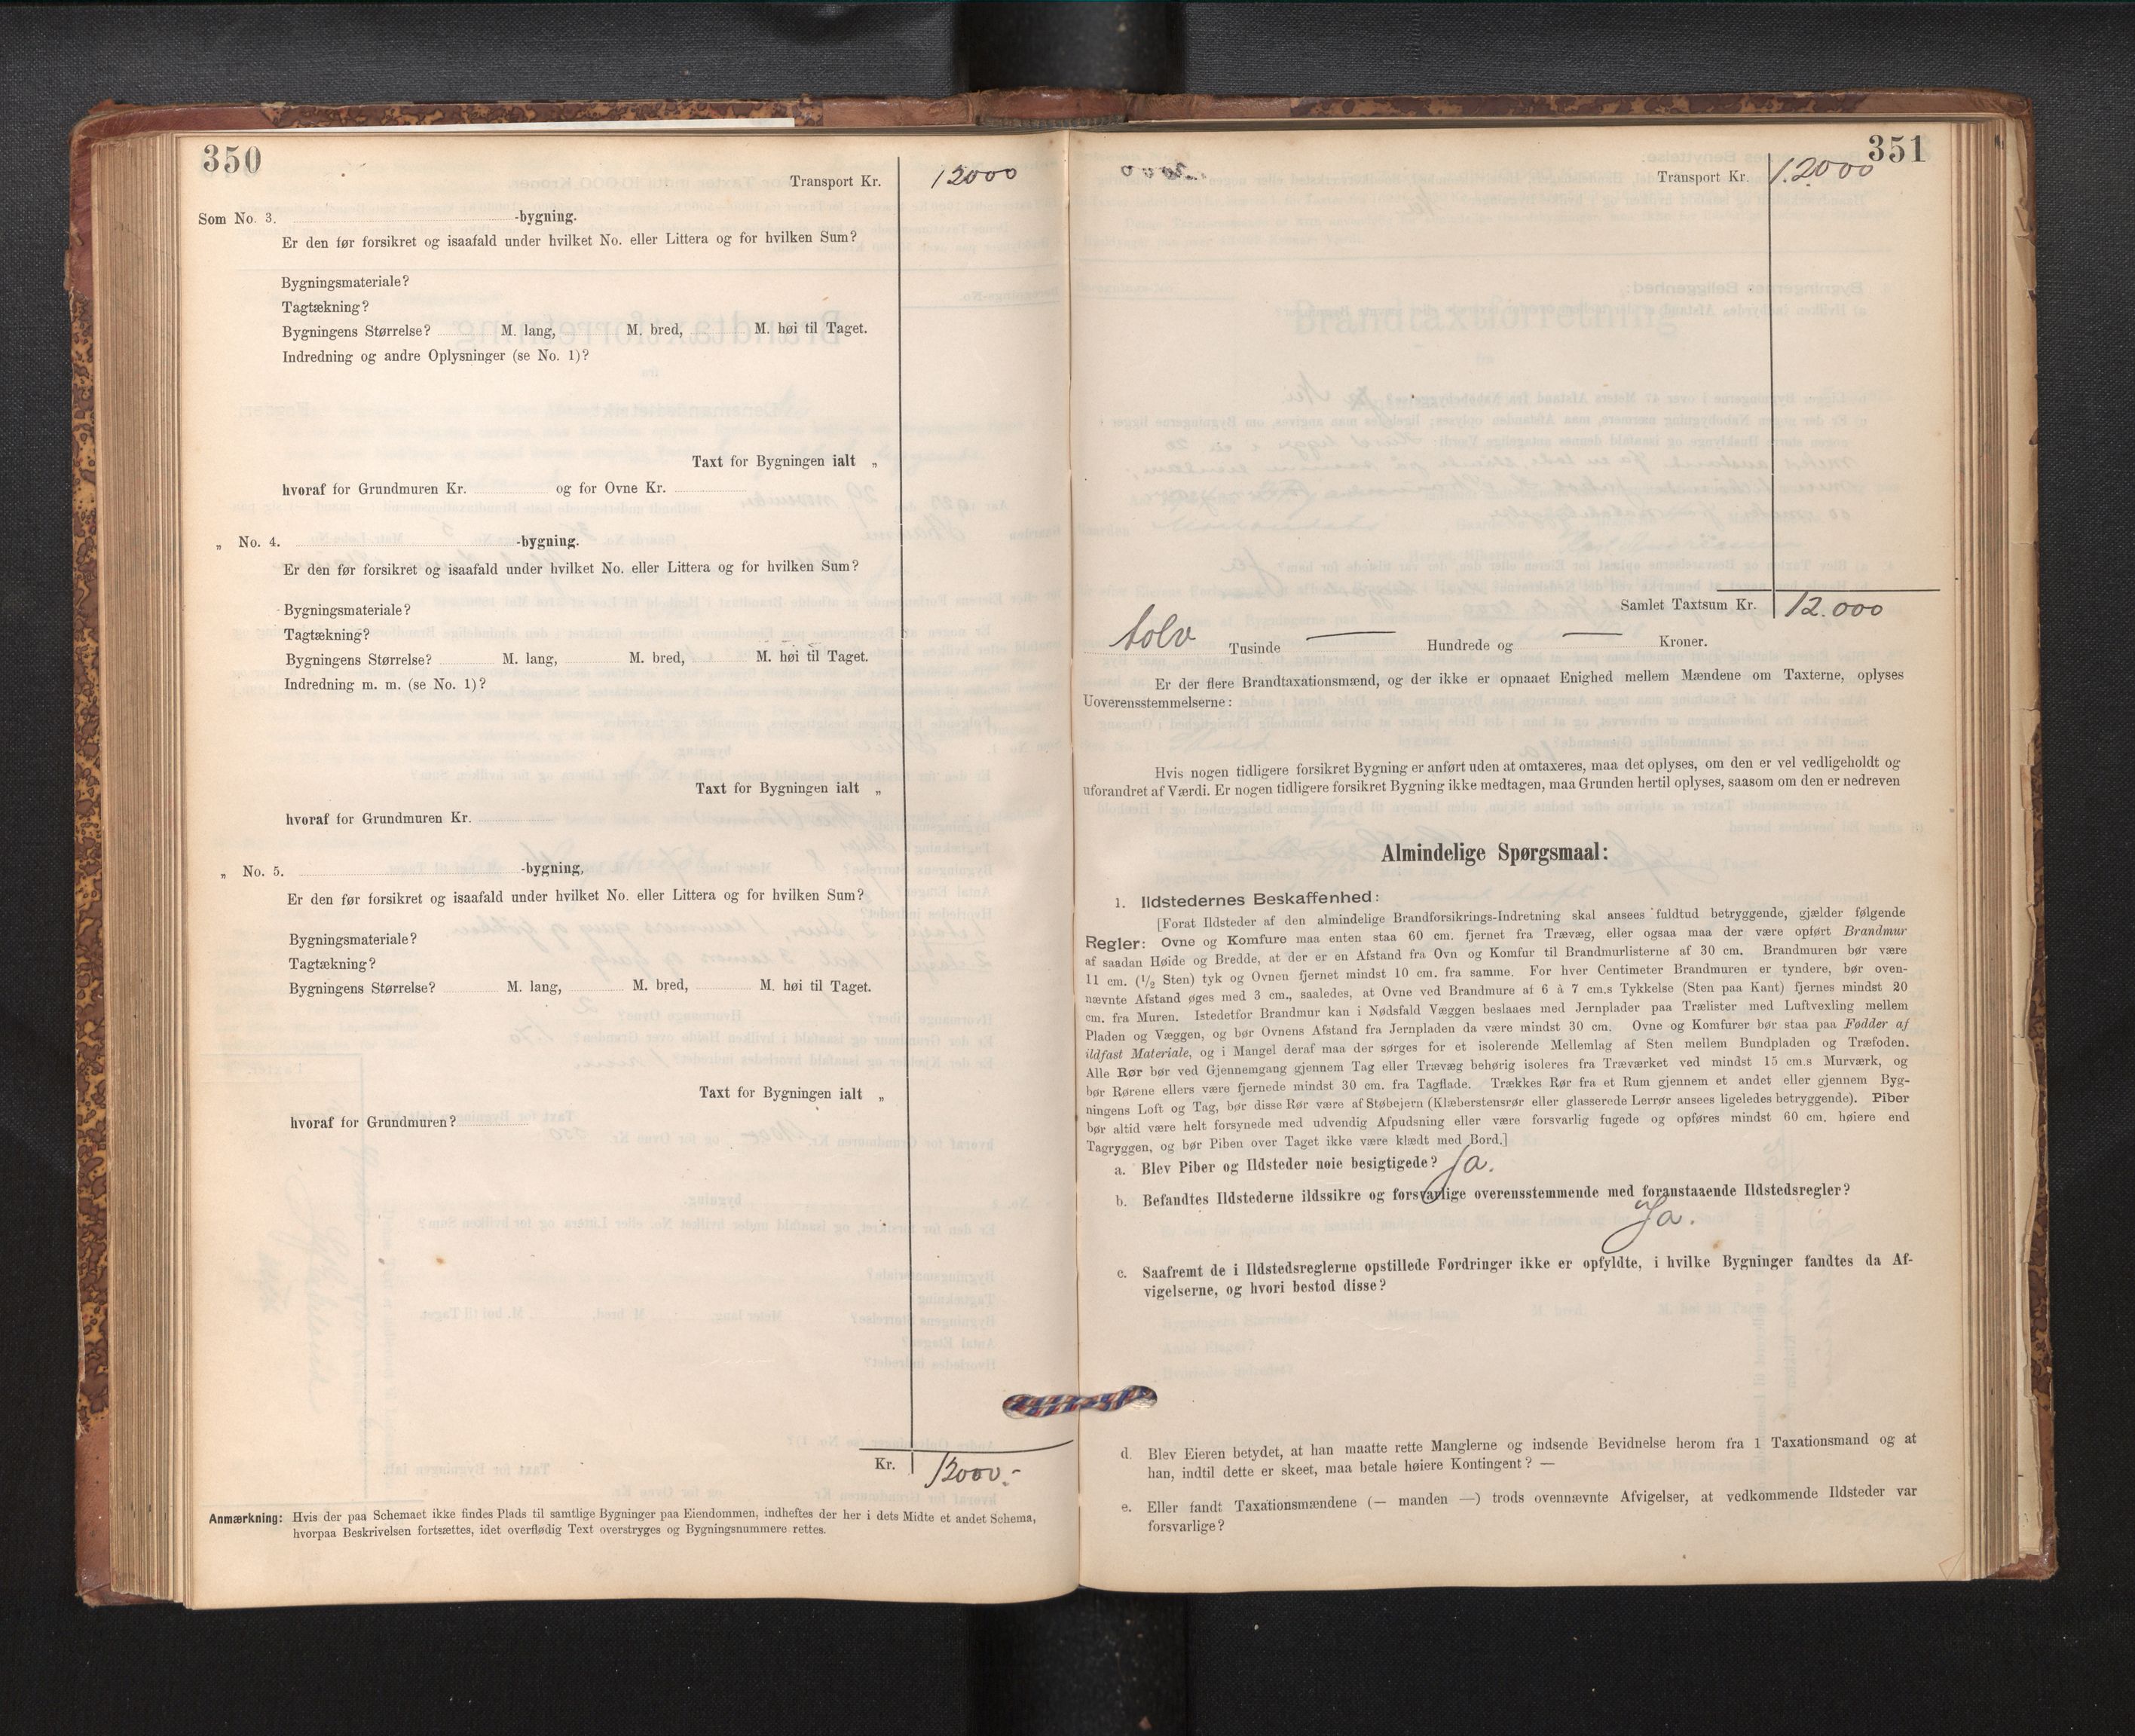 350
Transport Kr. 12000
Som No. 3. -bygning.
Er den før forsikret og isaafald under hvilket No. eller Littera og for hvilken Sum?
Bygningsmateriale?
Tagtækning?
Bygningens Størrelse? M. lang, M. bred, M. høi til Taget.
Indredning og andre Oplysninger (se No. 1)?
Taxt for Bygningen ialt „
hvoraf for Grundmuren Kr. og for Ovne Kr.
„ No. 4. -bygning.
Er den før forsikret og isaafald under hvilket No. eller Littera og for hvilken Sum?
Bygningsmateriale?
Tagtækning?
Bygningens Størrelse? M. lang, M. bred, M. høi til Taget.
Indredning m. m. (se No. 1)?
Taxt for Bygningen ialt „
hvoraf for Grundmuren Kr.
„ No. 5. -bygning,
Er den før forsikret og isaafald under hvilket No. eller Littera og for hvilken Sum?
Bygningsmateriale?
Tagtækning?
Bygningens Størrelse? M. lang, M. bred, M. høi til Taget.
Taxt for Bygningen ialt „
hvoraf for Grundmuren?
Kr. 12000.-
Anmærkning: Hvis der paa Schemaet ikke findes Plads til samtlige Bygninger paa Eiendommen, indheftes der her i dets Midte et andet Schema,
hvorpaa Beskrivelsen fortsættes, idet overflødig Text overstryges og Bygningsnummere rettes.
351
Transport Kr. 12000
Samlet Taxtsum Kr. 12.000
tolv Tusinde — Hundrede og — Kroner.
Er der flere Brandtaxationsmænd, og der ikke er opnaaet Enighed mellem Mændene om Taxterne, oplyses
Uoverensstemmelserne:
Hvis nogen tidligere forsikret Bygning er anført uden at omtaxeres, maa det oplyses, om den er vel vedligeholdt og
uforandret af Værdi. Er nogen tidligere forsikret Bygning ikke medtagen, maa Grunden hertil oplyses, saasom om den er nedreven
Almindelige Spørgsmaal:
1. Ildstedernes Beskaffenhed:
[Forat Ildsteder af den almindelige Brandforsikrings-Indretning skal ansees fuldtud betryggende, gjælder følgende
Regler: Ovne og Komfure maa enten staa 60 cm. fjernet fra Trævæg, eller ogsaa maa der være opført Brandmur
af saadan Høide og Bredde, at der er en Afstand fra Ovn og Komfur til Brandmurlisterne af 30 cm. Brandmuren bør være
11 cm. (1/2 Sten) tyk og Ovnen fjernet mindst 10 cm. fra samme. For hver Centimeter Brandmuren er tyndere, bør oven-
nævnte Afstand øges med 3 cm., saaledes, at Ovne ved Brandmure af 6 à 7 cm.s Tykkelse (Sten paa Kant) fjernes mindst 20
cm. fra Muren. Istedetfor Brandmur kan i Nødsfald Væggen beslaaes med Jernplader paa Trælister med Luftvexling mellem
Pladen og Væggen, og bør Ovnens Afstand fra Jernpladen da være mindst 30 cm. Ovne og Komfurer bør staa paa Fødder af
ildfast Materiale, og i Mangel deraf maa der sørges for et isolerende Mellemlag af Sten mellem Bundpladen og Træfoden.
Alle Rør bør ved Gjennemgang gjennem Tag eller Trævæg behørig isoleres fra Træværket ved mindst 15 cm.s Murværk, og
bør Rørene ellers være fjernede mindst 30 cm. fra Tagflade. Trækkes Rør fra et Rum gjennem et andet eller gjennem Byg-
ningens Loft og Tag, bør disse Rør være af Støbejern (Klæberstensrør eller glasserede Lerrør ansees ligeledes betryggende). Piber
bør altid være helt forsynede med udvendig Afpudsning eller være forsvarlig fugede og opføres mindst 60 cm. høiere end
Tagryggen, og bør Piben over Taget ikke være klædt med Bord.]
a. Blev Piber og Ildsteder nøie besigtigede? Ja.
b. Befandtes Ildstederne ildssikre og forsvarlige overensstemmende med foranstaaende Ildstedsregler?
Ja.
c. Saafremt de i Ildstedsreglerne opstillede Fordringer ikke er opfyldte, i hvilke Bygninger fandtes da Af-
vigelserne, og hvori bestod disse?
d. Blev Eieren betydet, at han maatte rette Manglerne og indsende Bevidnelse herom fra 1 Taxationsmand og at
han, indtil dette er skeet, maa betale høiere Kontingent? —
e. Eller fandt Taxationsmændene (— manden —) trods ovennævnte Afvigelser, at vedkommende Ildsteder var
forsvarlige?